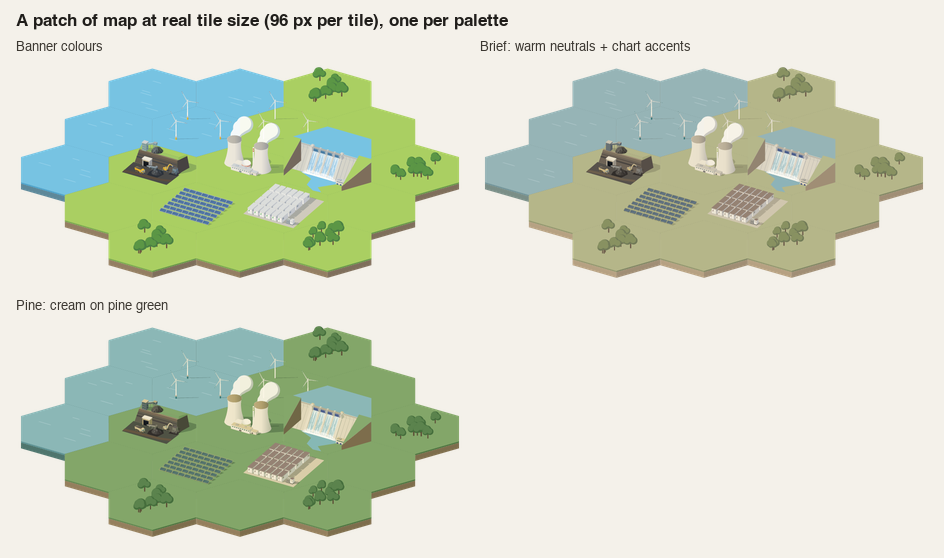 A patch of map at real tile size (96 px per tile), one per palette
Banner colours
Brief: warm neutrals + chart accents
Pine: cream on pine green